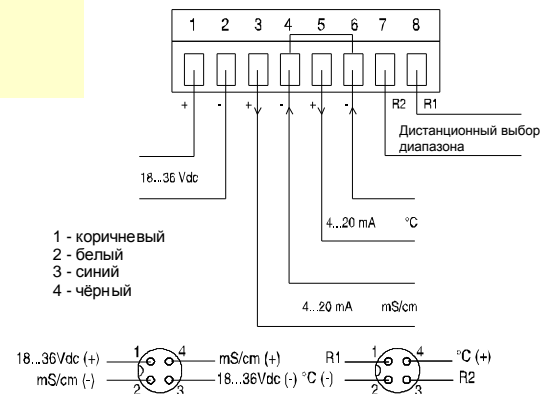 1 2 3 4 5 6 7 8
+ - + - + - R2 R1
Дистанционный выбор
диапазона
18...36 Vdc
4...20 mA °C
1 - коричневый
2 - белый
3 - синий
4 - чёрный
4...20 mA mS/cm
18...36Vdc (+) 1 4 mS/cm (+) R1 1 4 °C (+)
mS/cm (-) 2 3 18...36Vdc (-) °C (-) 2 3 R2